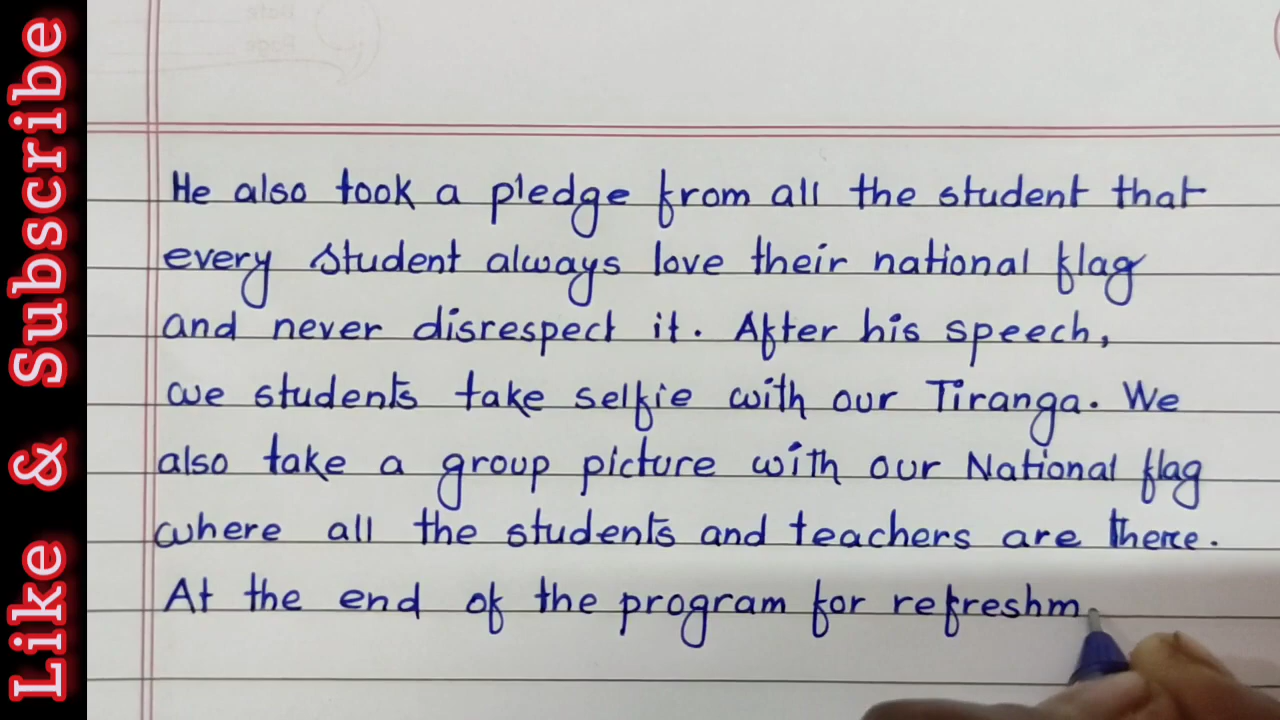 Like & Subscribe
He also took a pledge from all the student that
every student always love their national flag
and never disrespect it. After his speech,
we students take selfie with our Tiranga. We
also take a group picture with our National flag
where all the students and teachers are there.
At the end of the program for refreshm